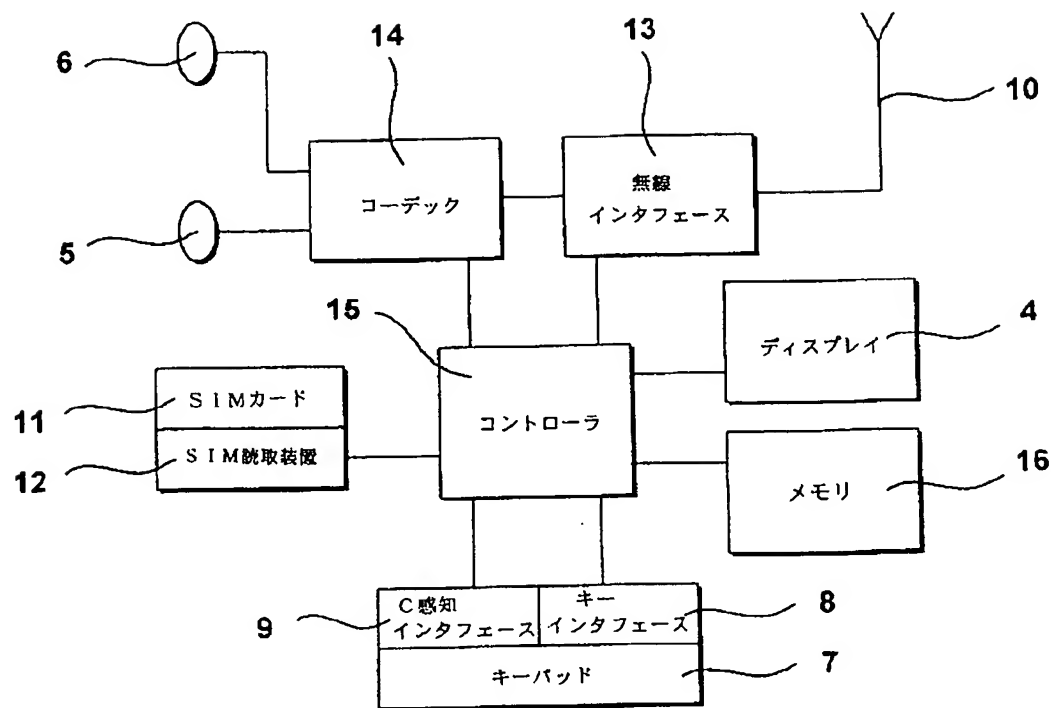 6
14
13
10
コーデック
無線
インタフェース
5
15
4
ディスプレイ
11
SIMカード
コントローラ
12
SIM読取装置
16
メモリ
9
C感知
インタフェース
キー
インタフェース
8
キーパッド
7